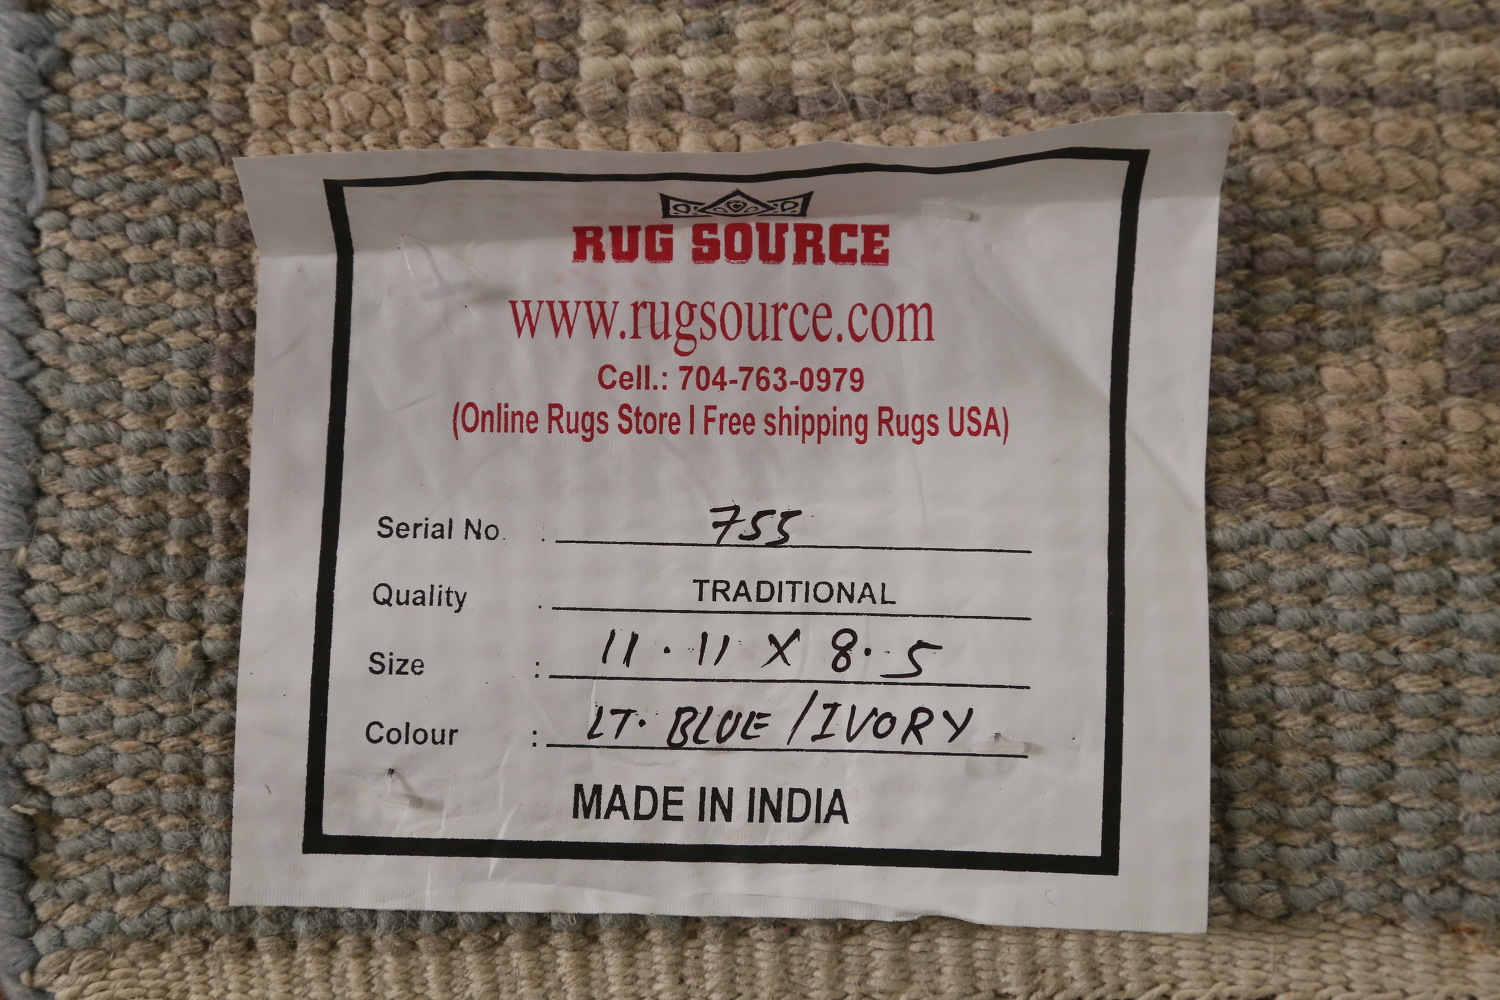 RUG SOURCE
www.rugsource.com
Cell.: 704-763-0979
(Online Rugs Store I Free shipping Rugs USA)
Serial No. : 755
Quality : TRADITIONAL
Size : 11.11 X 8.5
Colour : LT. BLUE / IVORY
MADE IN INDIA